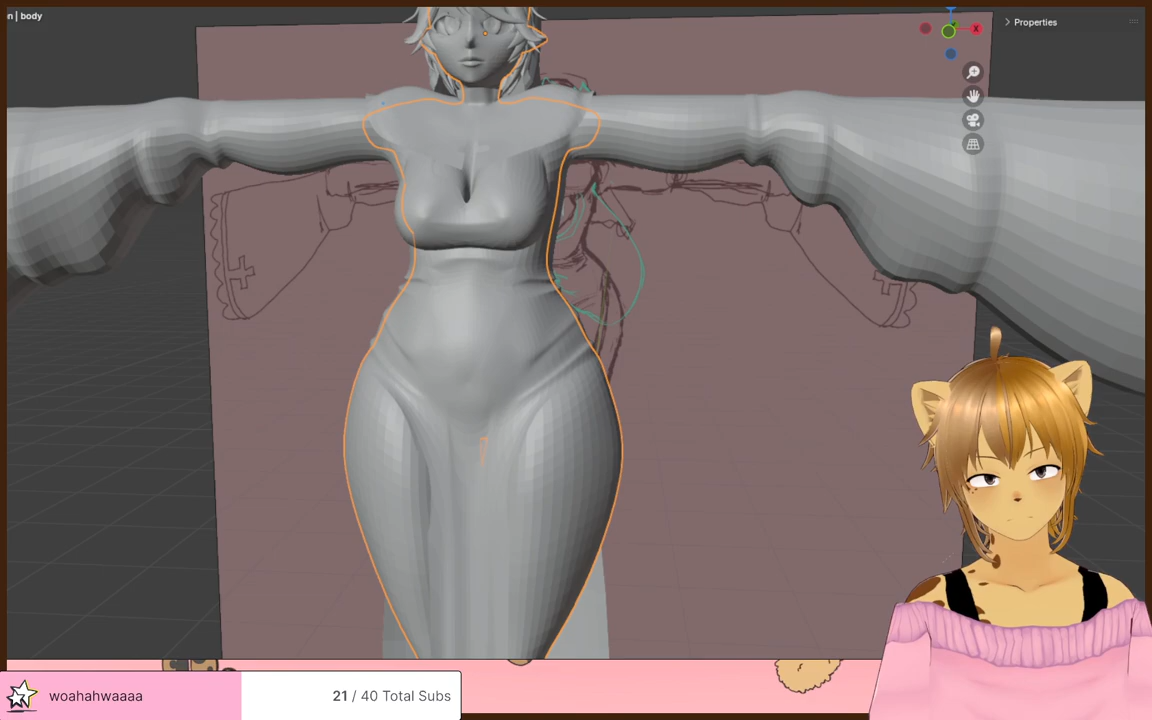 n | body
Properties
X
woahahwaaaa
21 / 40 Total Subs